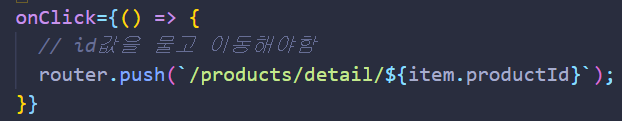 onClick={() => {
// id값을 물고 이동해야함
router.push(`/products/detail/${item.productId}`);
}}